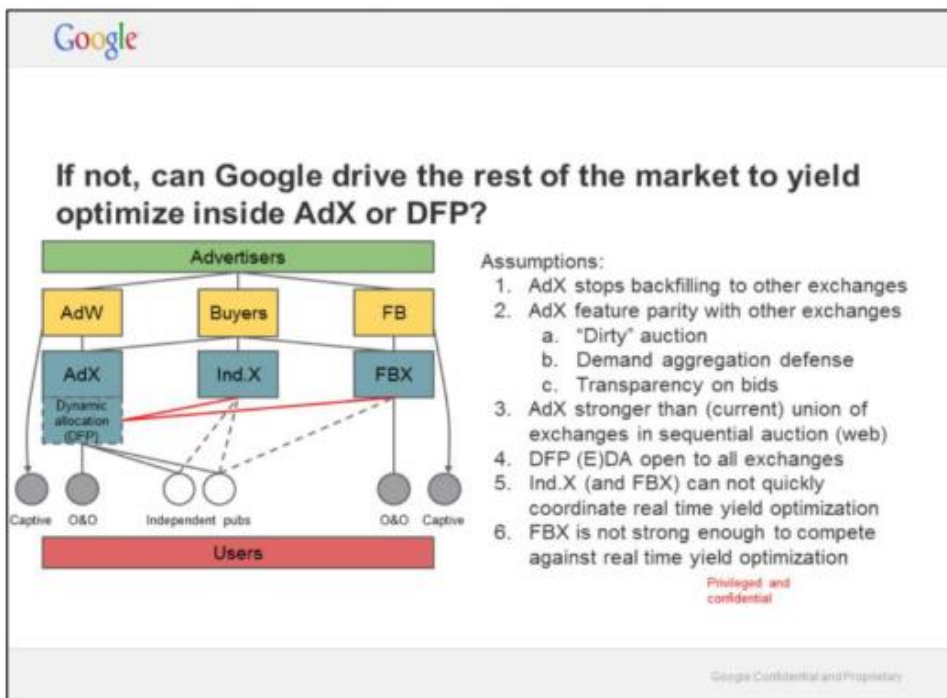 Google
If not, can Google drive the rest of the market to yield
optimize inside AdX or DFP?
Advertisers
AdW
Buyers
FB
AdX
Ind.X
FBX
Dynamic
allocation
(DFP)
Captive
O&O
Independent pubs
O&O
Captive
Users
Assumptions:
1. AdX stops backfilling to other exchanges
2. AdX feature parity with other exchanges
a. “Dirty” auction
b. Demand aggregation defense
c. Transparency on bids
3. AdX stronger than (current) union of
exchanges in sequential auction (web)
4. DFP (E)DA open to all exchanges
5. Ind.X (and FBX) can not quickly
coordinate real time yield optimization
6. FBX is not strong enough to compete
against real time yield optimization
Privileged and
confidential
Google Confidential and Proprietary